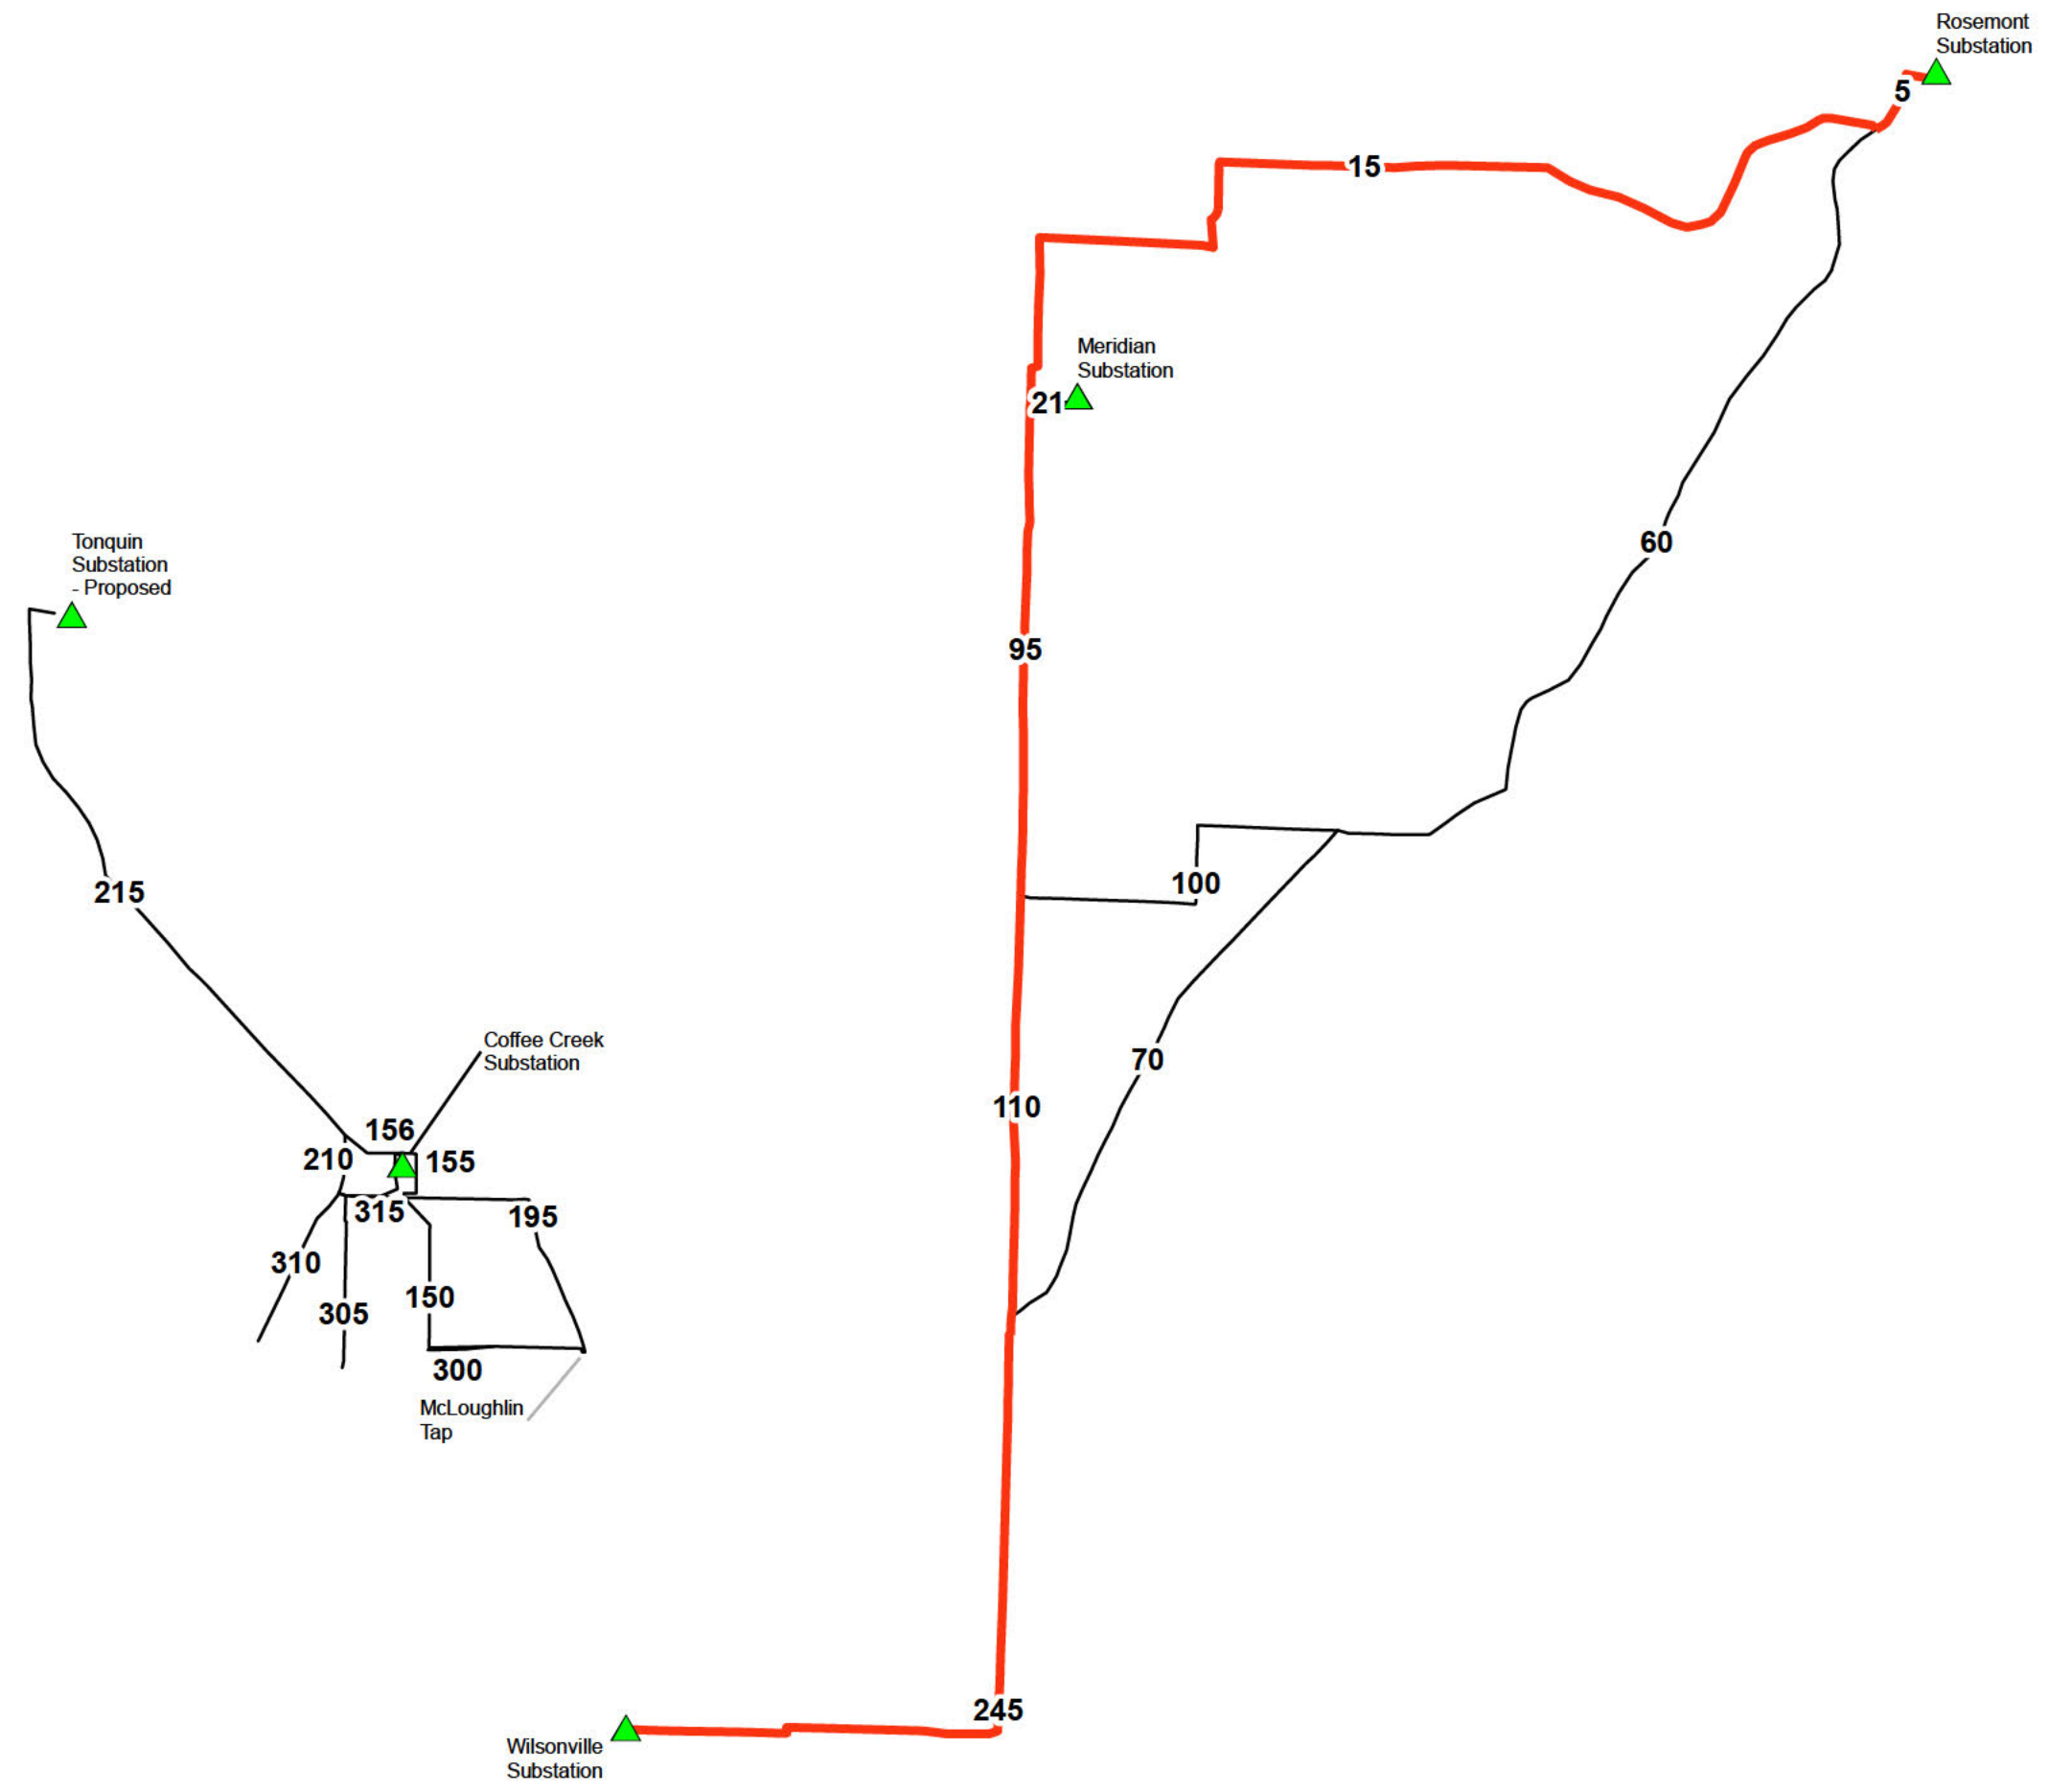 Rosemont
Substation
5
15
Meridian
Substation
21
Tonquin
Substation
- Proposed
60
95
100
215
Coffee Creek
Substation
70
110
156
210
155
315
195
310
150
305
300
McLoughlin
Tap
245
Wilsonville
Substation